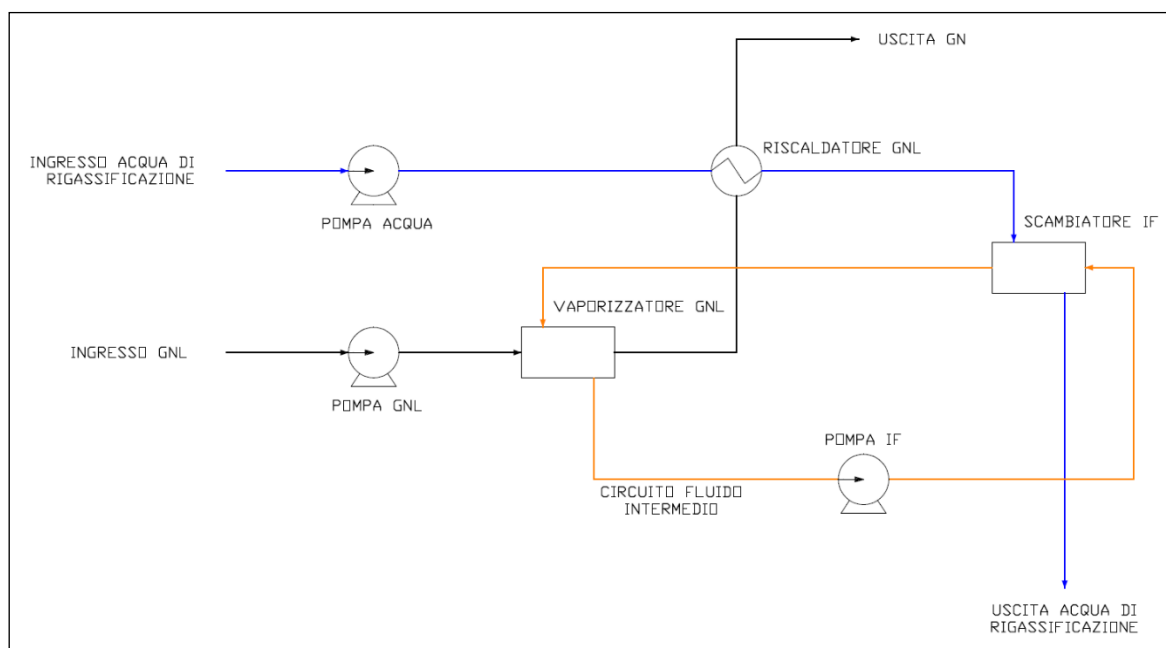 USCITA GN
INGRESSO ACQUA DI
RIGASSIFICAZIONE
RISCALDATORE GNL
POMPA ACQUA
SCAMBIATORE IF
VAPORIZZATORE GNL
INGRESSO GNL
POMPA GNL
POMPA IF
CIRCUITO FLUIDO
INTERMEDIO
USCITA ACQUA DI
RIGASSIFICAZIONE